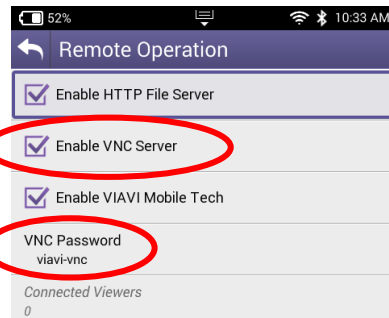 52% 10:33 AM
Remote Operation
Enable HTTP File Server
Enable VNC Server
Enable VIAVI Mobile Tech
VNC Password
viavi-vnc
Connected Viewers
0